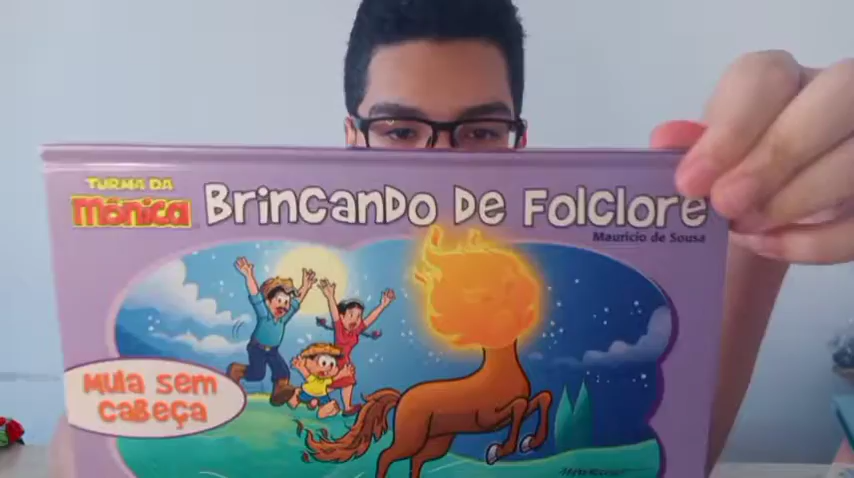 TURMA DA
Mônica
Brincando de Folclore
Mauricio de Sousa
Mula sem
cabeça